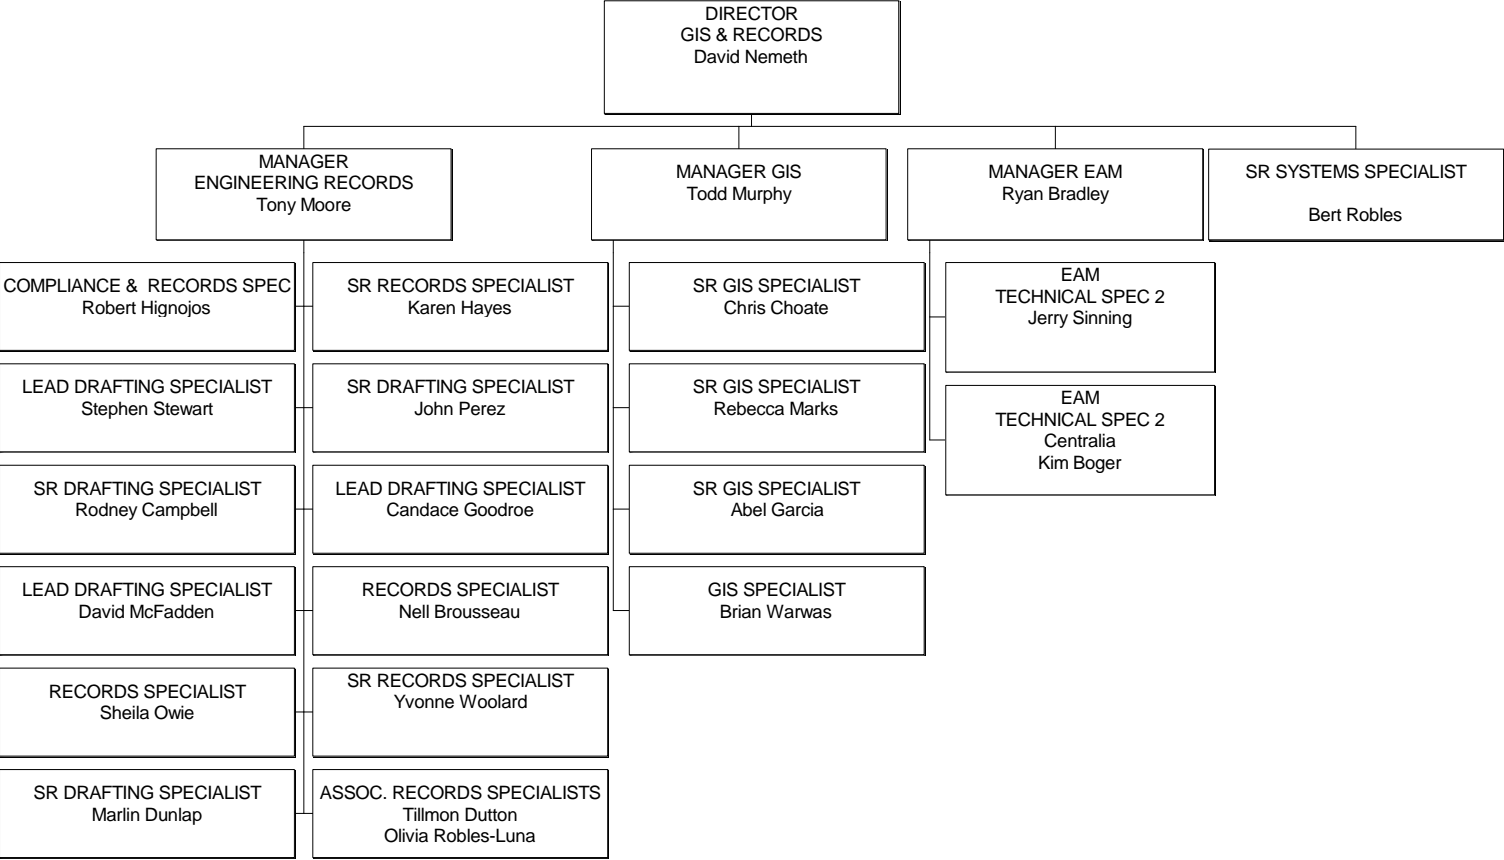 DIRECTOR
GIS & RECORDS
David Nemeth
MANAGER
ENGINEERING RECORDS
Tony Moore
MANAGER GIS
Todd Murphy
MANAGER EAM
Ryan Bradley
SR SYSTEMS SPECIALIST
Bert Robles
COMPLIANCE & RECORDS SPEC
Robert Hignojos
SR RECORDS SPECIALIST
Karen Hayes
SR GIS SPECIALIST
Chris Choate
EAM
TECHNICAL SPEC 2
Jerry Sinning
LEAD DRAFTING SPECIALIST
Stephen Stewart
SR DRAFTING SPECIALIST
John Perez
SR GIS SPECIALIST
Rebecca Marks
EAM
TECHNICAL SPEC 2
Centralia
Kim Boger
SR DRAFTING SPECIALIST
Rodney Campbell
LEAD DRAFTING SPECIALIST
Candace Goodroe
SR GIS SPECIALIST
Abel Garcia
LEAD DRAFTING SPECIALIST
David McFadden
RECORDS SPECIALIST
Nell Brousseau
GIS SPECIALIST
Brian Warwas
RECORDS SPECIALIST
Sheila Owie
SR RECORDS SPECIALIST
Yvonne Woolard
SR DRAFTING SPECIALIST
Marlin Dunlap
ASSOC. RECORDS SPECIALISTS
Tillmon Dutton
Olivia Robles-Luna